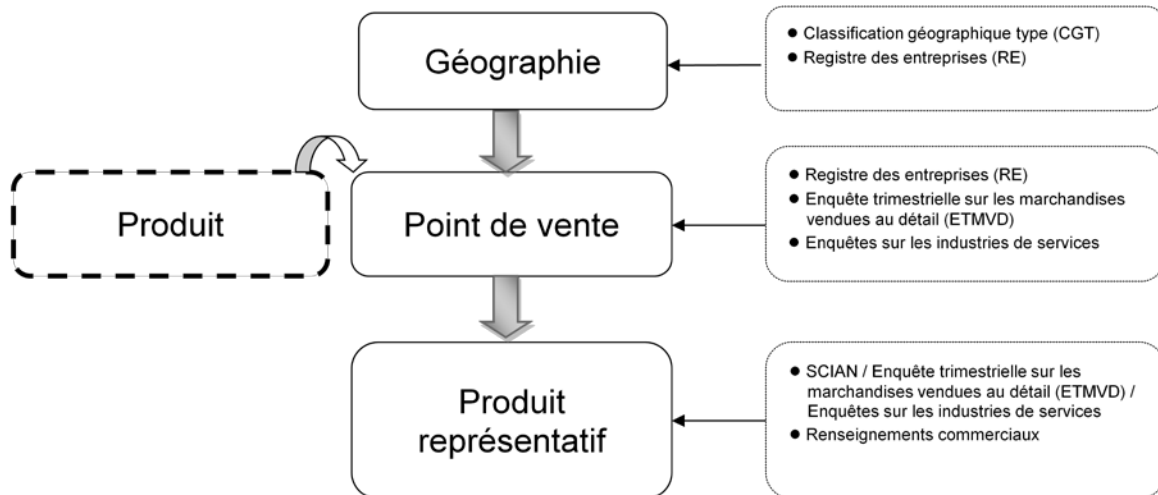 Géographie
● Classification géographique type (CGT)
● Registre des entreprises (RE)
Produit
Point de vente
● Registre des entreprises (RE)
● Enquête trimestrielle sur les marchandises
vendues au détail (ETMVD)
● Enquêtes sur les industries de services
Produit
représentatif
● SCIAN / Enquête trimestrielle sur les
marchandises vendues au détail (ETMVD) /
Enquêtes sur les industries de services
● Renseignements commerciaux